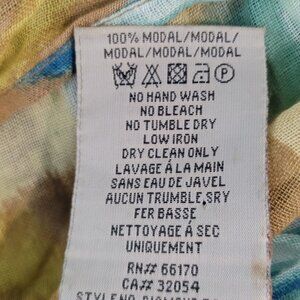 100% MODAL/MODAL/
MODAL/MODAL/MODAL
P
NO HAND WASH
NO BLEACH
NO TUMBLE DRY
LOW IRON
DRY CLEAN ONLY
LAVAGE À LA MAIN
SANS EAU DE JAVEL
AUCUN TRUMBLE,SRY
FER BASSE
NETTOYAGE Á SEC
UNIQUEMENT
RN# 66170
CA# 32054
STYLE NO: